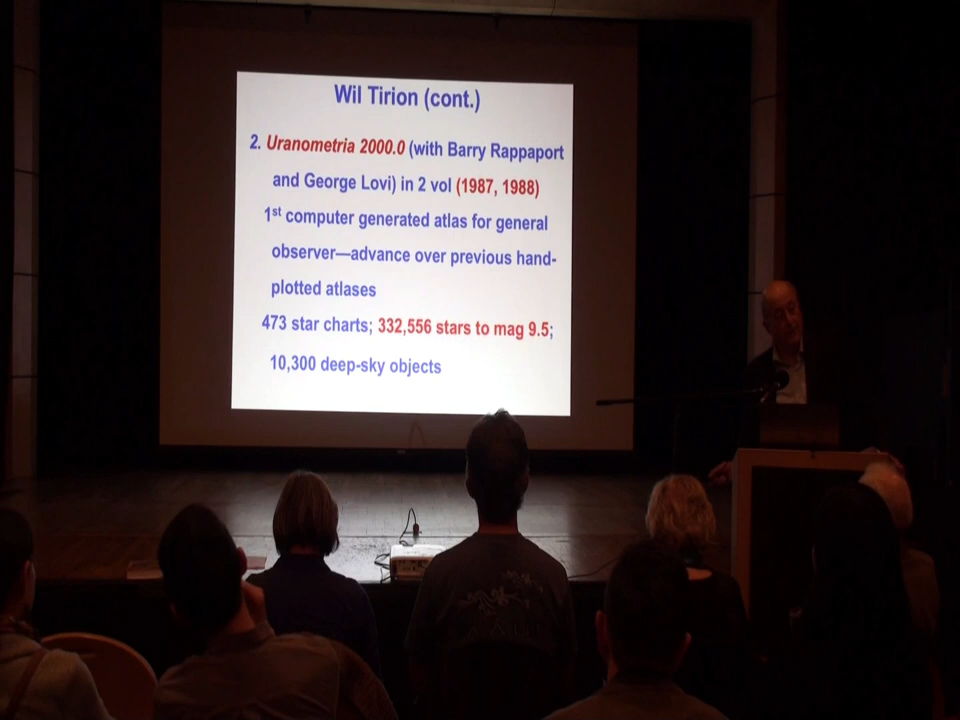 Wil Tirion (cont.)
2. Uranometria 2000.0 (with Barry Rappaport
and George Lovi) in 2 vol (1987, 1988)
1st computer generated atlas for general
observer—advance over previous hand-
plotted atlases
473 star charts; 332,556 stars to mag 9.5;
10,300 deep-sky objects